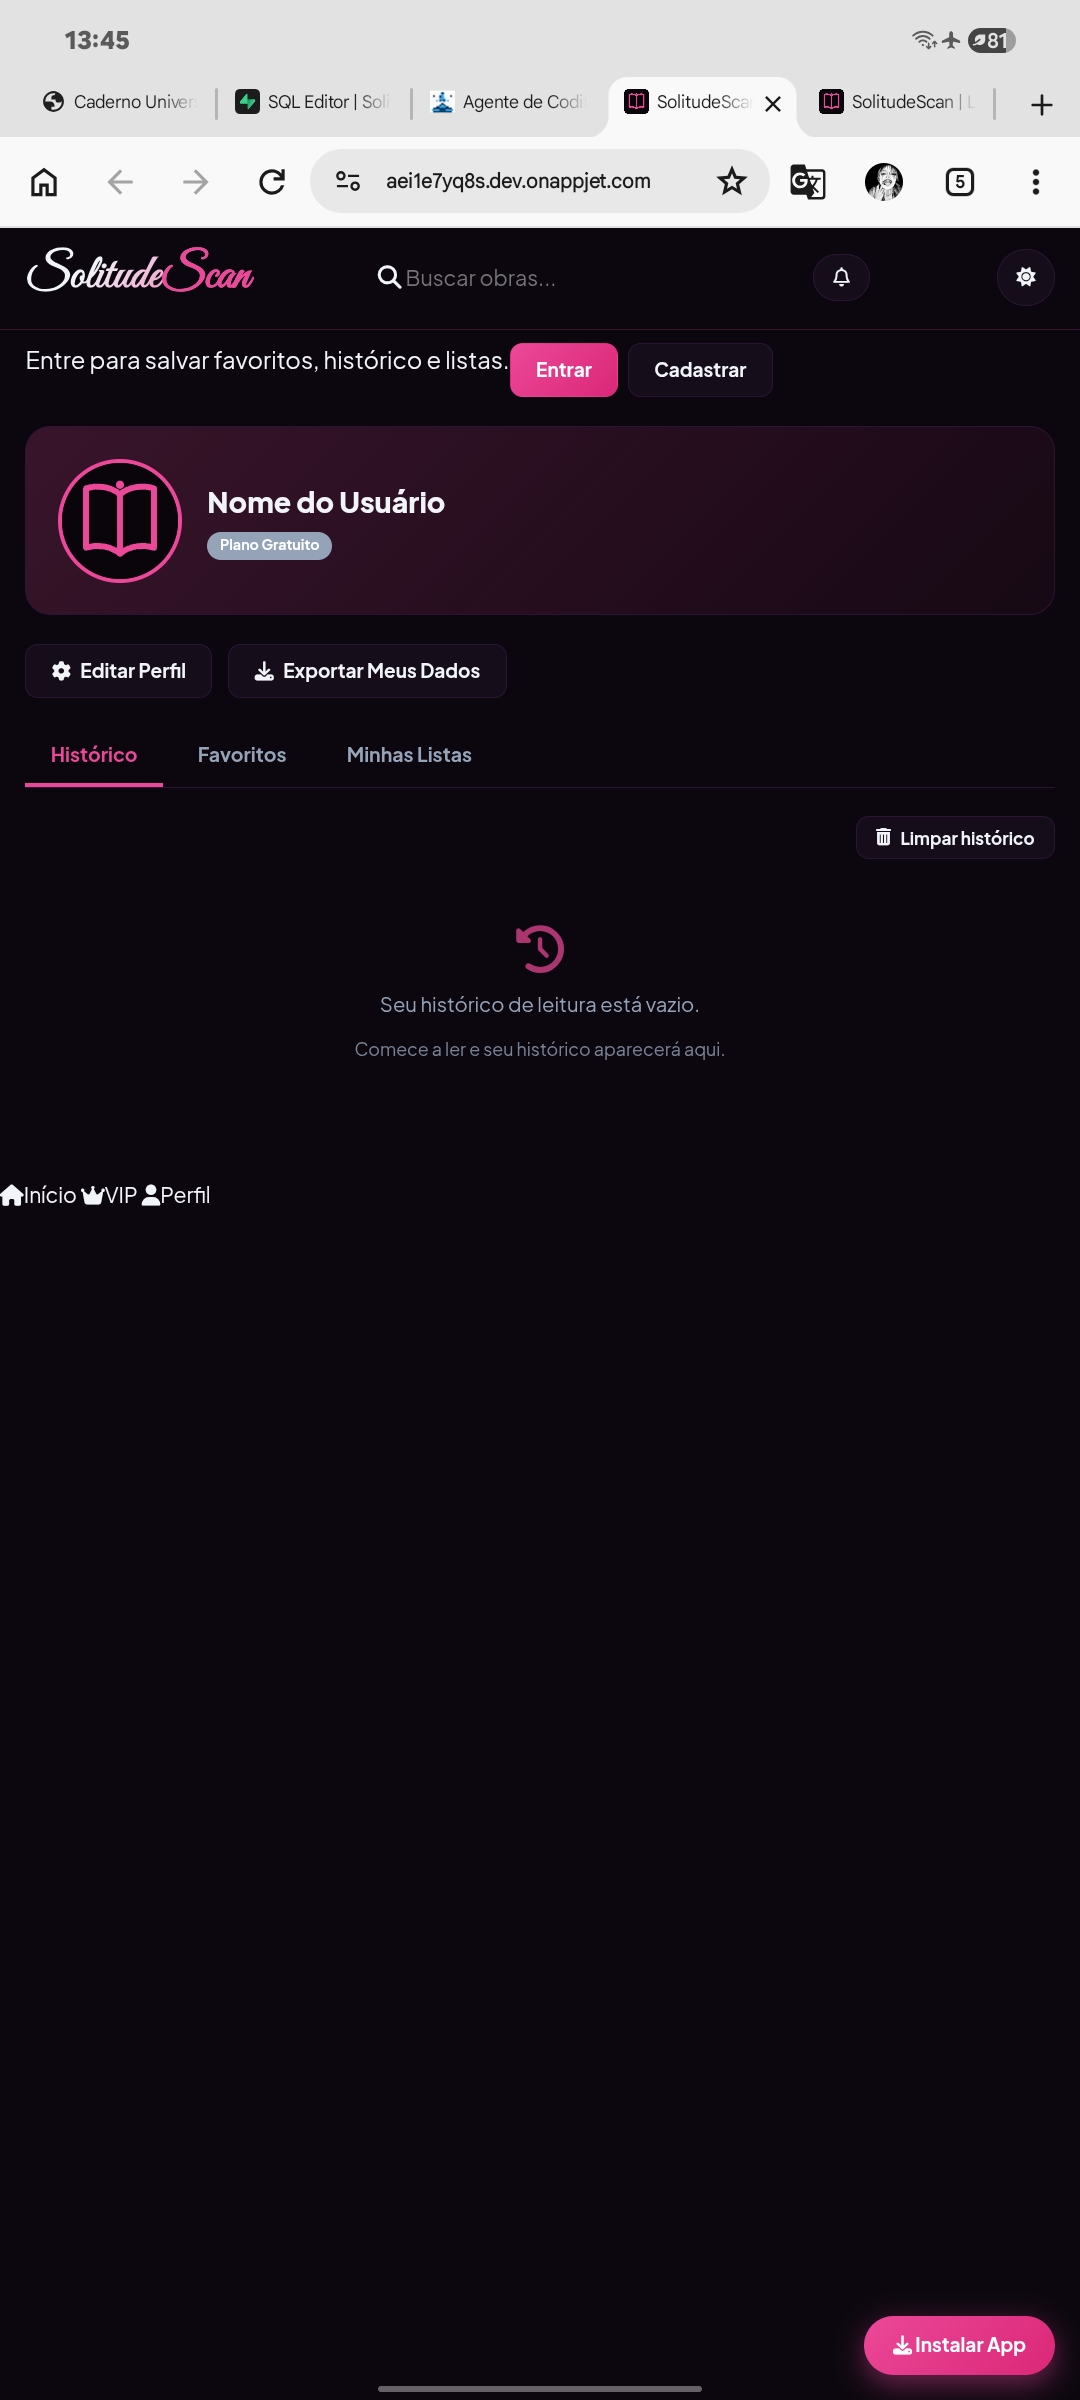 13:45
81
Caderno Univer
SQL Editor | Soli
Agente de Codi
SolitudeScan
SolitudeScan | L
aei1e7yq8s.dev.onappjet.com
5
SolitudeScan
Buscar obras...
Entre para salvar favoritos, histórico e listas.
Entrar
Cadastrar
Nome do Usuário
Plano Gratuito
Editar Perfil
Exportar Meus Dados
Histórico
Favoritos
Minhas Listas
Limpar histórico
Seu histórico de leitura está vazio.
Comece a ler e seu histórico aparecerá aqui.
Início VIP Perfil
Instalar App